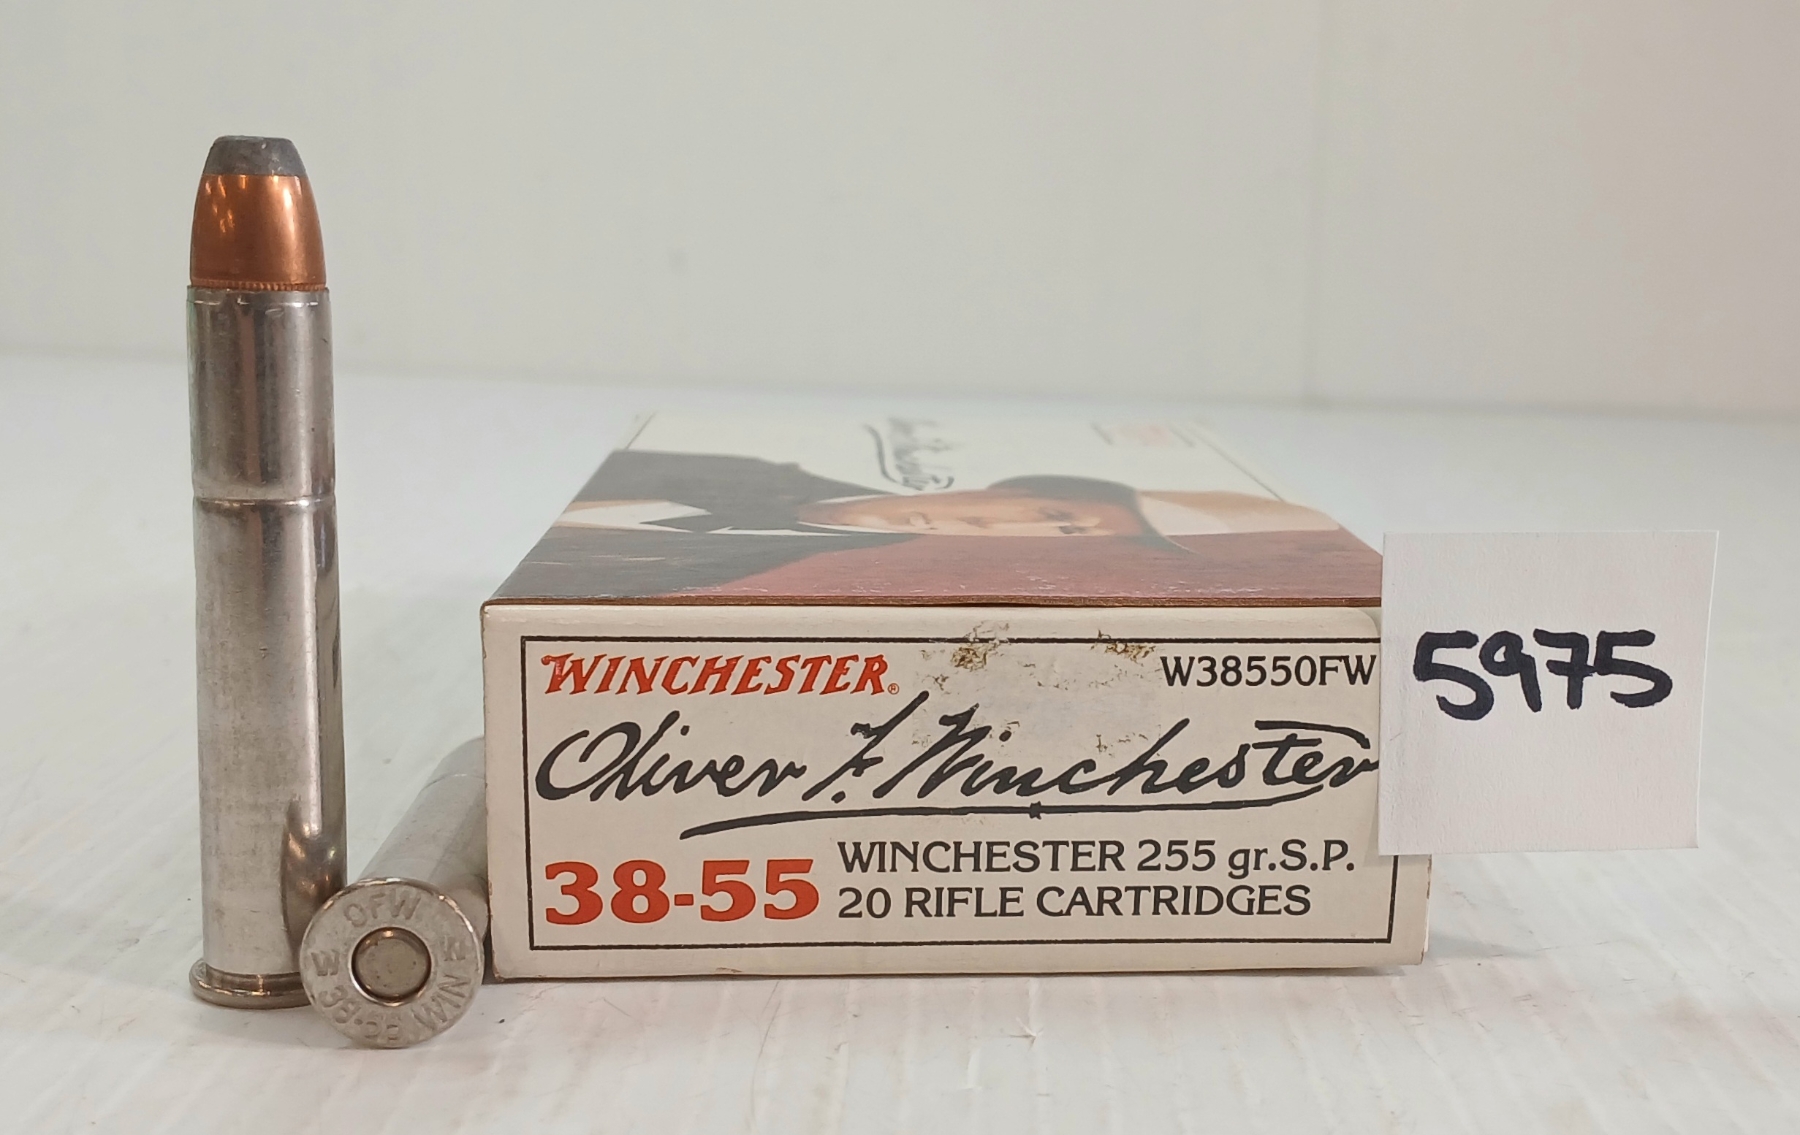 WINCHESTER®
W38550FW
Oliver F. Winchester
38-55
WINCHESTER 255 gr.S.P.
20 RIFLE CARTRIDGES
5975
OFW
W
38-55 WIN